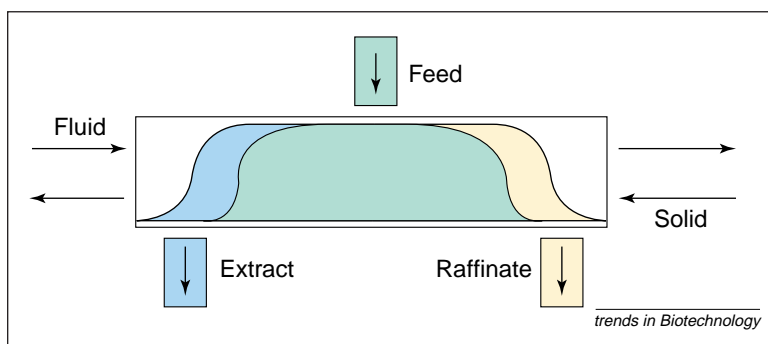 Feed
Fluid
Solid
Extract
Raffinate
trends in Biotechnology